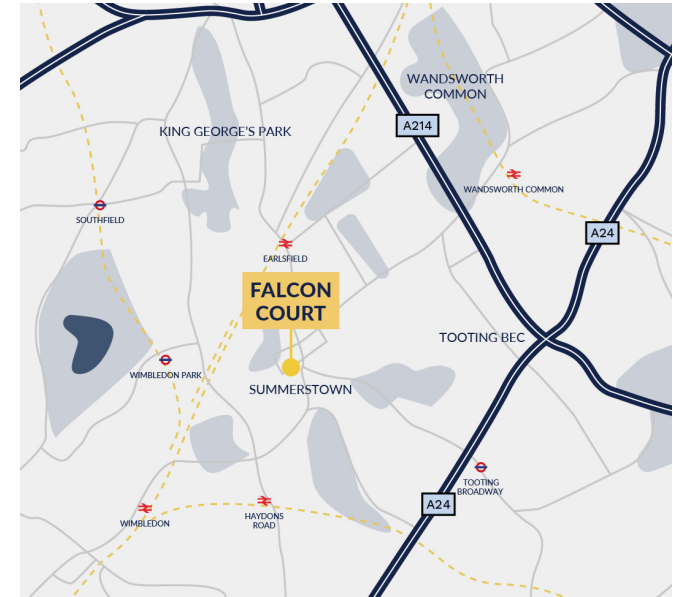 WANDSWORTH
COMMON
A214
KING GEORGE'S PARK
WANDSWORTH COMMON
SOUTHFIELD
A24
EARLSFIELD
FALCON
COURT
TOOTING BEC
WIMBLEDON PARK
SUMMERSTOWN
TOOTING
BROADWAY
A24
WIMBLEDON
HAYDONS
ROAD